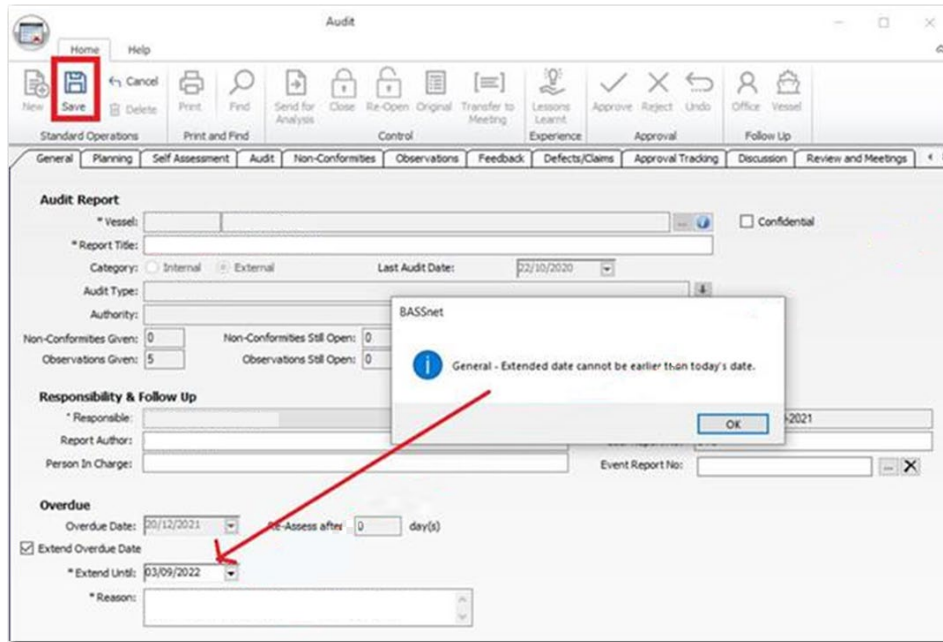 Audit
Home Help
New Save Cancel Delete Print Find Send for Analysis Close Re-Open Original Transfer to Meeting Lessons Learnt Approve Reject Undo Office Vessel
Standard Operations Print and Find Control Experience Approval Follow Up
General Planning Self Assessment Audit Non-Conformities Observations Feedback Defects/Claims Approval Tracking Discussion Review and Meetings
Audit Report
* Vessel: Confidential
* Report Title:
Category: Internal External Last Audit Date: 22/10/2020
Audit Type:
Authority:
BASSnet
Non-Conformities Given: 0 Non-Conformities Still Open: 0
Observations Given: 5 Observations Still Open: 0
General - Extended date cannot be earlier than today's date.
OK
Responsibility & Follow Up
* Responsible: -2021
Report Author:
Person In Charge: Event Report No:
Overdue
Overdue Date: 20/12/2021 Re-Assess after 0 day(s)
Extend Overdue Date
* Extend Until: 03/09/2022
* Reason: